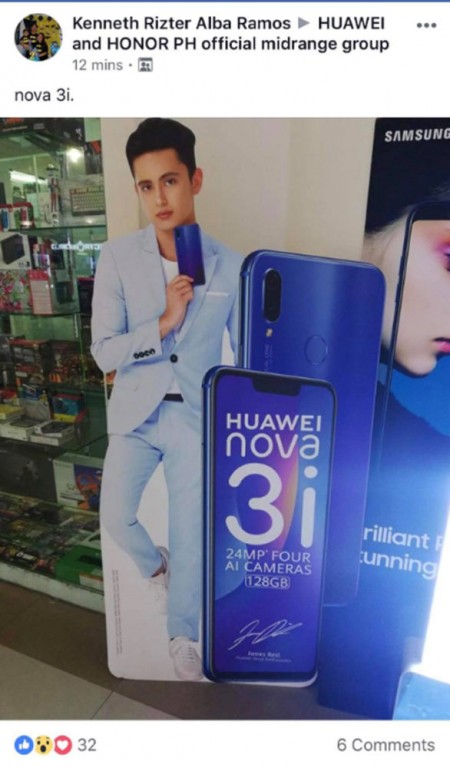 Kenneth Rizter Alba Ramos ▶ HUAWEI
and HONOR PH official midrange group
12 mins ·
nova 3i.
SAMSUNG
HUAWEI
nova
3i
24MP* FOUR
AI CAMERAS
128GB
James Reid
rilliant
unning
32
6 Comments